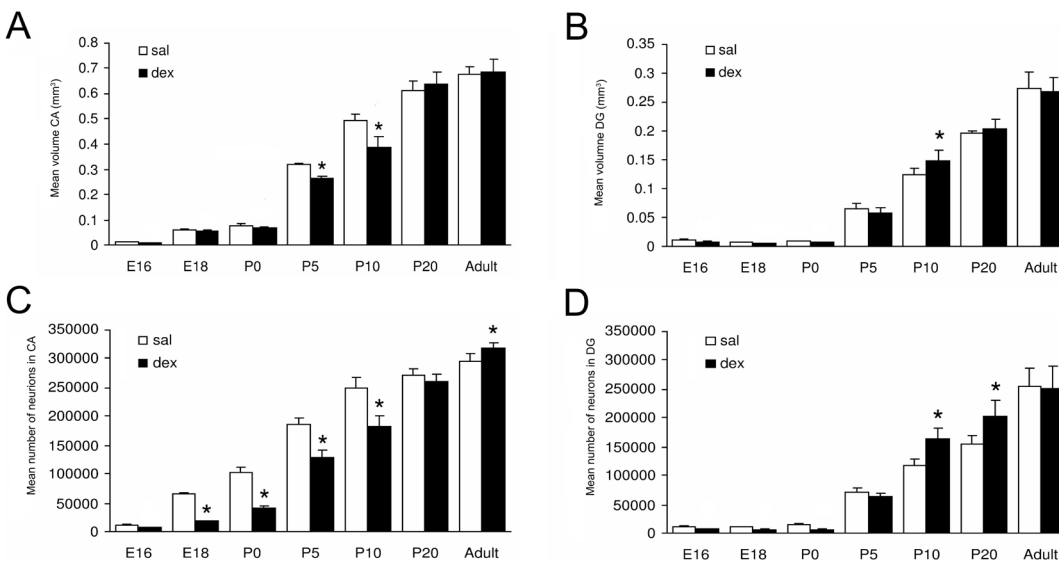 A
0.8
0.7
0.6
0.5
0.4
0.3
0.2
0.1
0
Mean volume CA (mm³)
sal
dex
*
*
E16 E18 P0 P5 P10 P20 Adult
B
0.35
0.3
0.25
0.2
0.15
0.1
0.05
0
Mean volumne DG (mm³)
sal
dex
*
E16 E18 P0 P5 P10 P20 Adult
C
350000
300000
250000
200000
150000
100000
50000
0
Mean number of neurions in CA
sal
dex
* * * * *
E16 E18 P0 P5 P10 P20 Adult
D
350000
300000
250000
200000
150000
100000
50000
0
Mean number of neurons in DG
sal
dex
* *
E16 E18 P0 P5 P10 P20 Adult